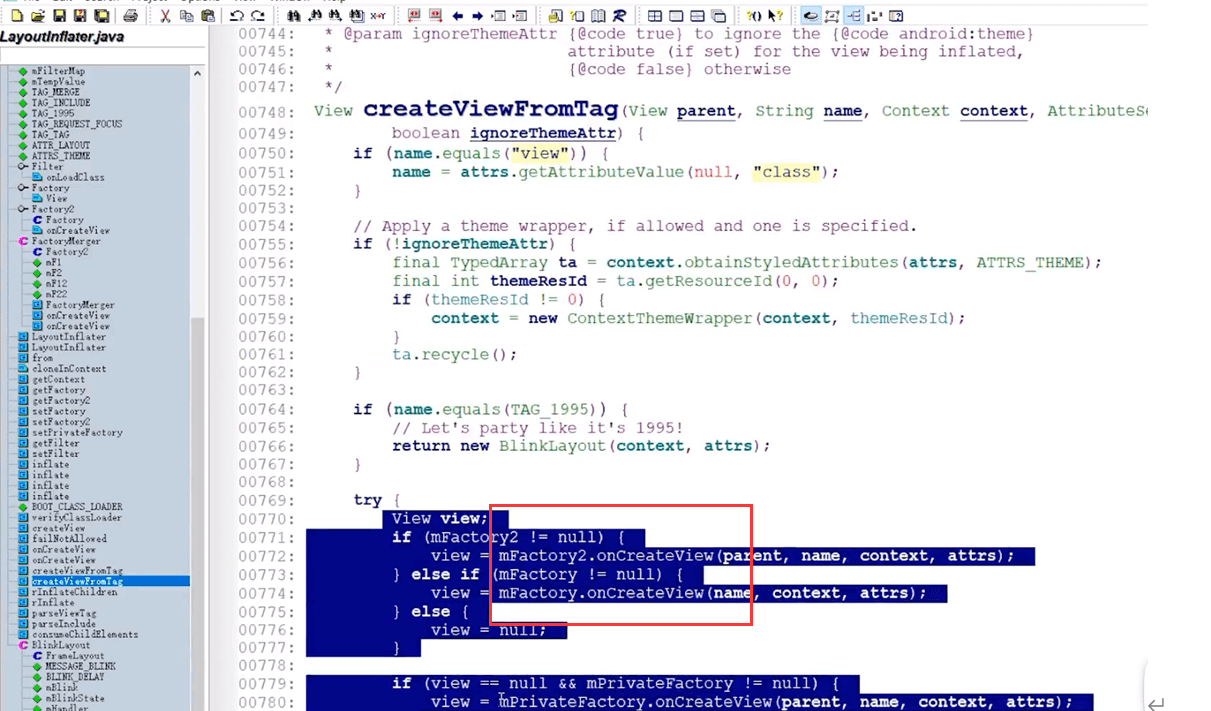 LayoutInflater.java
mFilterMap
mTempValue
TAG_MERGE
TAG_INCLUDE
TAG_1995
TAG_REQUEST_FOCUS
TAG_TAG
ATTR_LAYOUT
ATTRS_THEME
Filter
onLoadClass
Factory
View
Factory2
Factory
onCreateView
FactoryMerger
Factory2
mF1
mF2
mF12
mF22
FactoryMerger
onCreateView
onCreateView
LayoutInflater
LayoutInflater
from
cloneInContext
getContext
getFactory
getFactory2
setFactory
setFactory2
setPrivateFactory
getFilter
setFilter
inflate
inflate
inflate
inflate
BOOT_CLASS_LOADER
verifyClassLoader
createView
failNotAllowed
onCreateView
onCreateView
createViewFromTag
createViewFromTag
rInflateChildren
rInflate
parseViewTag
parseInclude
consumeChildElements
BlinkLayout
FrameLayout
MESSAGE_BLINK
BLINK_DELAY
mBlink
mBlinkState
mHandler
00744: * @param ignoreThemeAttr {@code true} to ignore the {@code android:theme}
00745: * attribute (if set) for the view being inflated,
00746: * {@code false} otherwise
00747: */
00748: View createViewFromTag(View parent, String name, Context context, AttributeSe
00749: boolean ignoreThemeAttr) {
00750: if (name.equals("view")) {
00751: name = attrs.getAttributeValue(null, "class");
00752: }
00753:
00754: // Apply a theme wrapper, if allowed and one is specified.
00755: if (!ignoreThemeAttr) {
00756: final TypedArray ta = context.obtainStyledAttributes(attrs, ATTRS_THEME);
00757: final int themeResId = ta.getResourceId(0, 0);
00758: if (themeResId != 0) {
00759: context = new ContextThemeWrapper(context, themeResId);
00760: }
00761: ta.recycle();
00762: }
00763:
00764: if (name.equals(TAG_1995)) {
00765: // Let's party like it's 1995!
00766: return new BlinkLayout(context, attrs);
00767: }
00768:
00769: try {
00770: View view;
00771: if (mFactory2 != null) {
00772: view = mFactory2.onCreateView(parent, name, context, attrs);
00773: } else if (mFactory != null) {
00774: view = mFactory.onCreateView(name, context, attrs);
00775: } else {
00776: view = null;
00777: }
00778:
00779: if (view == null && mPrivateFactory != null) {
00780: view = mPrivateFactory.onCreateView(parent, name, context, attrs);